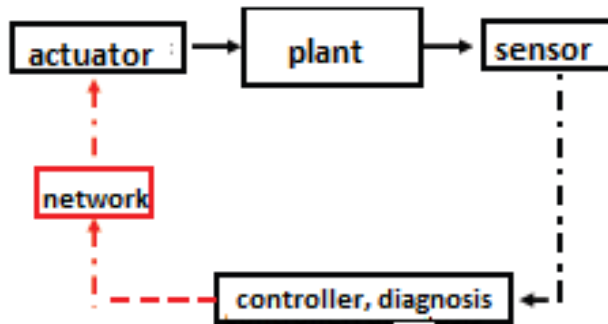 actuator
plant
sensor
network
controller, diagnosis